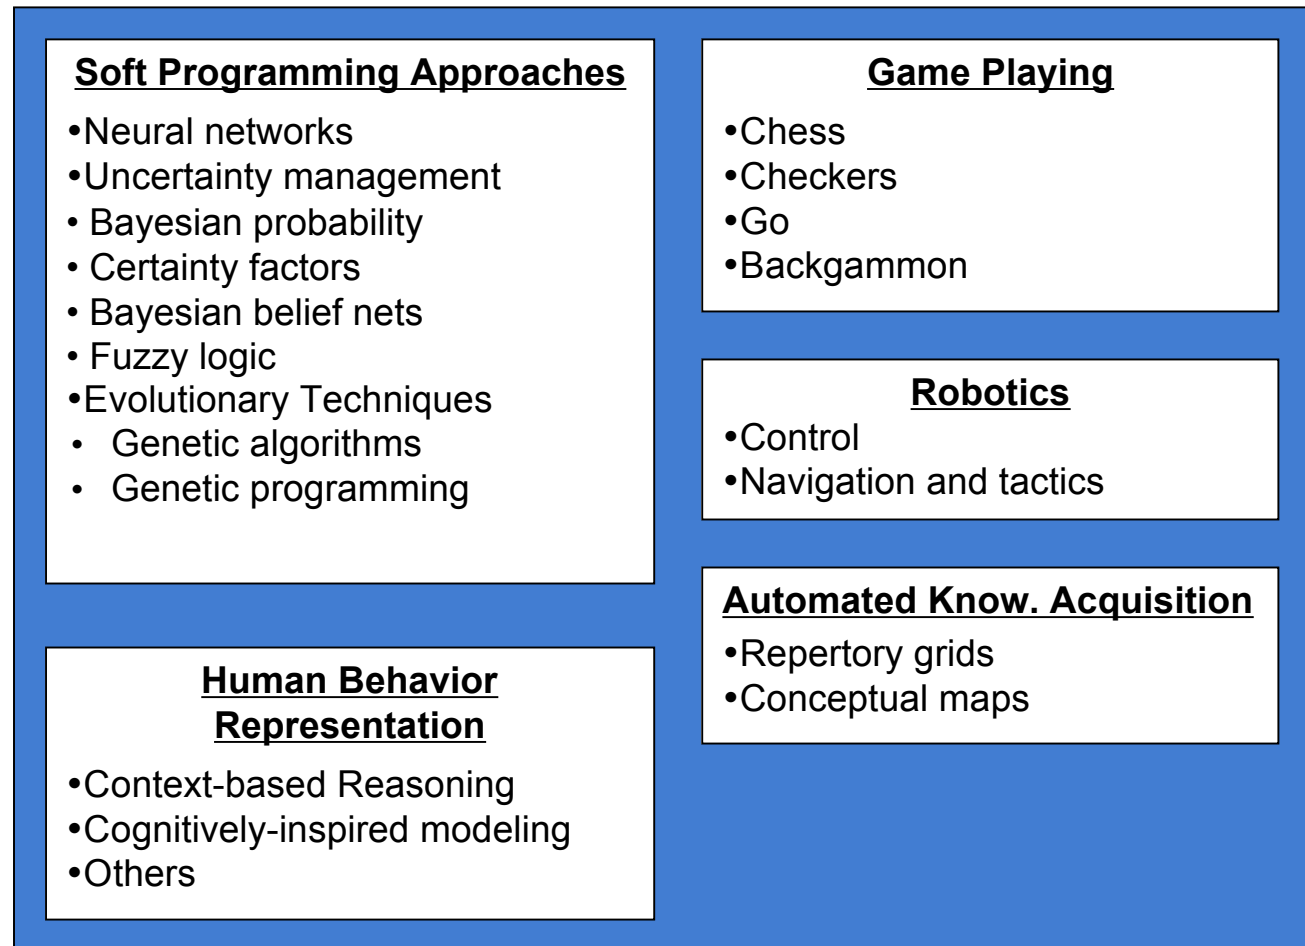 Soft Programming Approaches
•Neural networks
•Uncertainty management
• Bayesian probability
• Certainty factors
• Bayesian belief nets
• Fuzzy logic
•Evolutionary Techniques
• Genetic algorithms
• Genetic programming
Human Behavior
Representation
•Context-based Reasoning
•Cognitively-inspired modeling
•Others
Game Playing
•Chess
•Checkers
•Go
•Backgammon
Robotics
•Control
•Navigation and tactics
Automated Know. Acquisition
•Repertory grids
•Conceptual maps